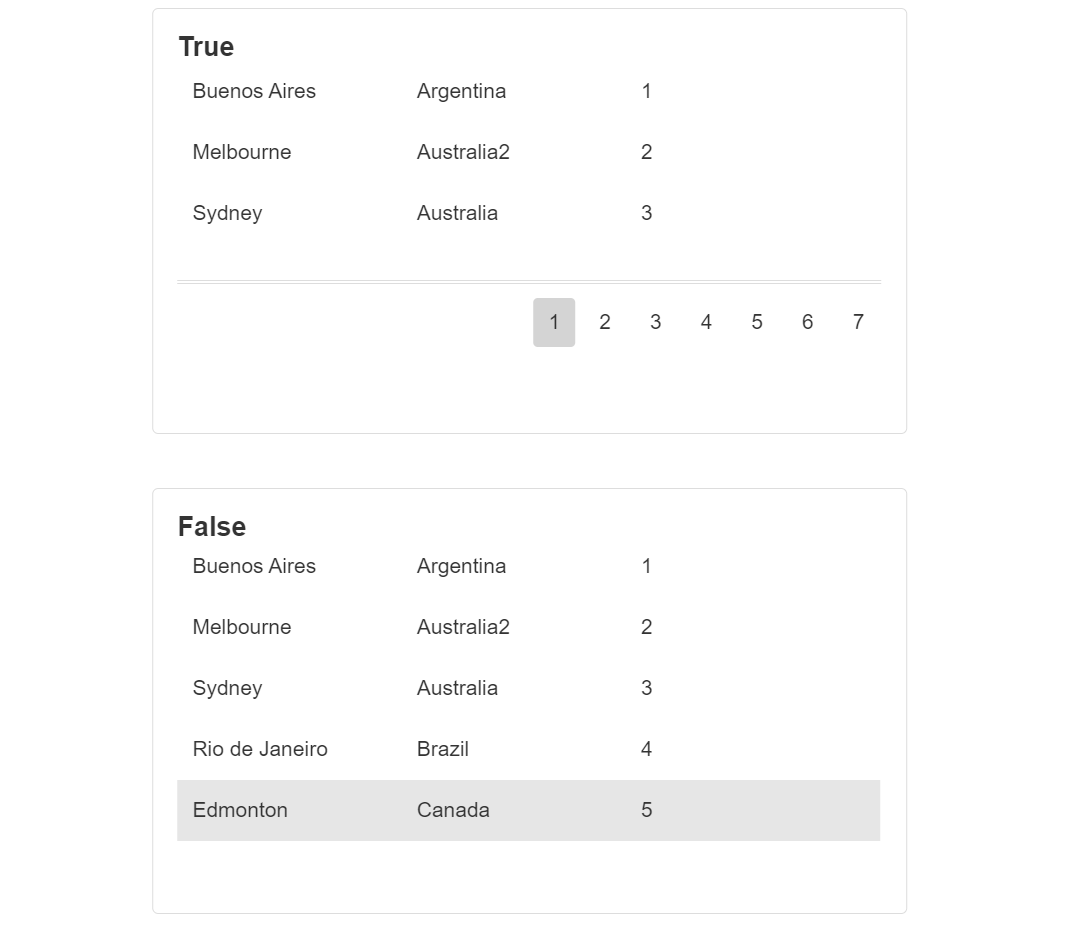 True
Buenos Aires Argentina 1
Melbourne Australia2 2
Sydney Australia 3
1 2 3 4 5 6 7
False
Buenos Aires Argentina 1
Melbourne Australia2 2
Sydney Australia 3
Rio de Janeiro Brazil 4
Edmonton Canada 5